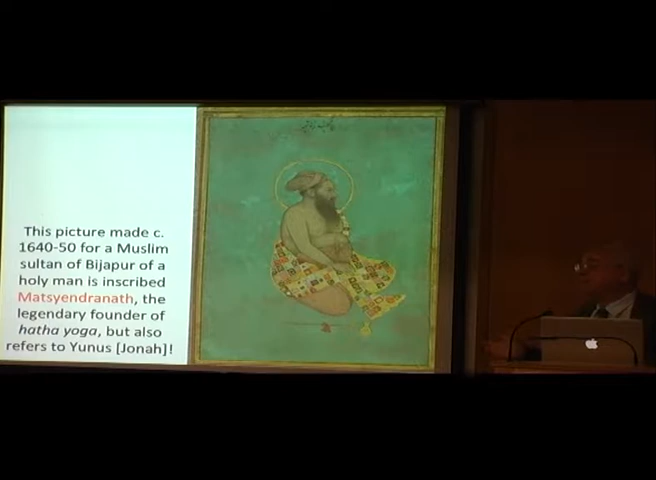 This picture made c.
1640-50 for a Muslim
sultan of Bijapur of a
holy man is inscribed
Matsyendranath, the
legendary founder of
hatha yoga, but also
refers to Yunus [Jonah]!